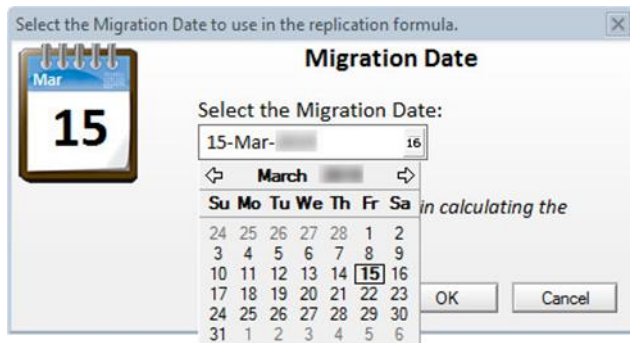 Select the Migration Date to use in the replication formula.
Mar
15
Migration Date
Select the Migration Date:
15-Mar-
16
March
Su Mo Tu We Th Fr Sa
in calculating the
24 25 26 27 28 1 2
3 4 5 6 7 8 9
10 11 12 13 14 15 16
17 18 19 20 21 22 23
OK Cancel
24 25 26 27 28 29 30
31 1 2 3 4 5 6